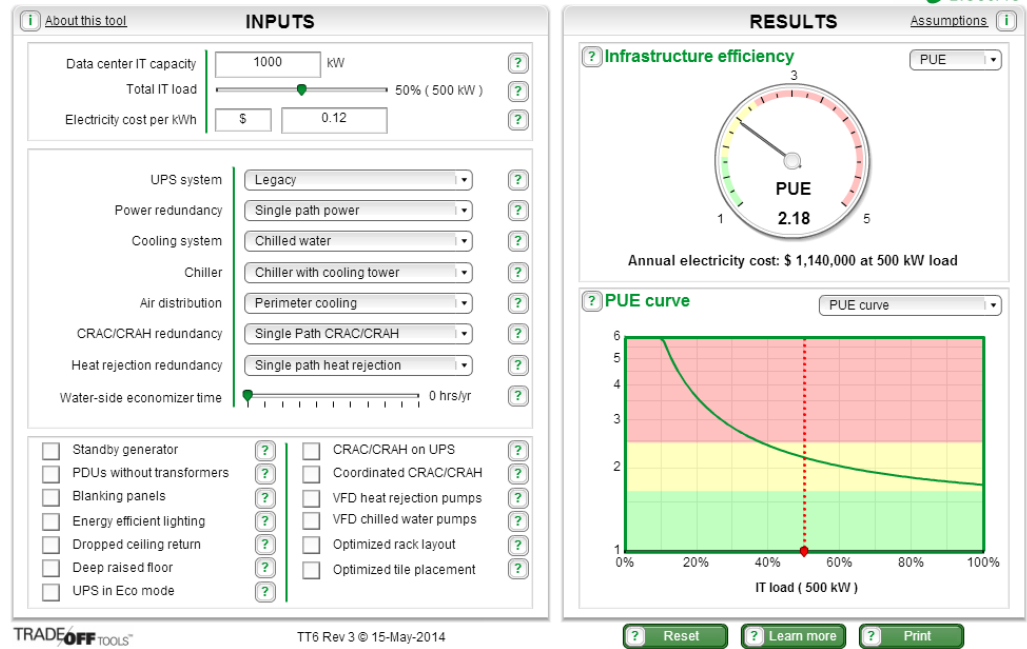 i About this tool
INPUTS
Data center IT capacity 1000 kW ?
Total IT load 50% ( 500 kW ) ?
Electricity cost per kWh $ 0.12 ?
UPS system Legacy ?
Power redundancy Single path power ?
Cooling system Chilled water ?
Chiller Chiller with cooling tower ?
Air distribution Perimeter cooling ?
CRAC/CRAH redundancy Single Path CRAC/CRAH ?
Heat rejection redundancy Single path heat rejection ?
Water-side economizer time 0 hrs/yr ?
Standby generator ?
PDUs without transformers ?
Blanking panels ?
Energy efficient lighting ?
Dropped ceiling return ?
Deep raised floor ?
UPS in Eco mode ?
CRAC/CRAH on UPS ?
Coordinated CRAC/CRAH ?
VFD heat rejection pumps ?
VFD chilled water pumps ?
Optimized rack layout ?
Optimized tile placement ?
RESULTS
Assumptions i
? Infrastructure efficiency PUE
3
1 5
PUE
2.18
Annual electricity cost: $ 1,140,000 at 500 kW load
? PUE curve PUE curve
6
5
4
3
2
1
0% 20% 40% 60% 80% 100%
IT load ( 500 kW )
TRADE OFF TOOLS™
TT6 Rev 3 © 15-May-2014
? Reset ? Learn more ? Print